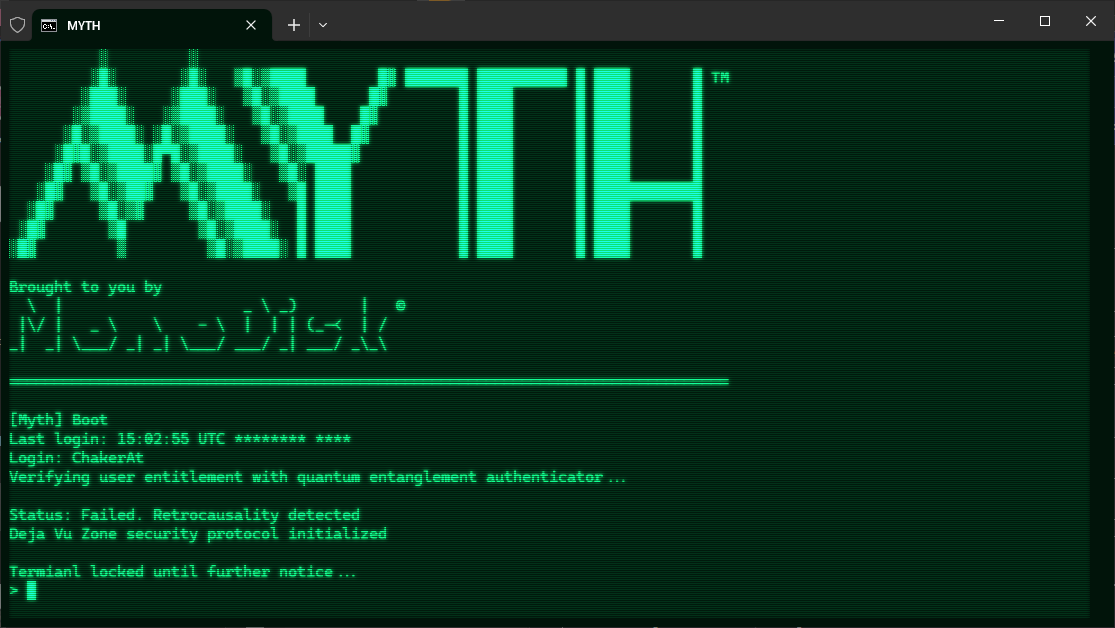 MYTH
MYTH™
Brought to you by
MonoDisk®
[Myth] Boot
Last login: 15:02:55 UTC ******** ****
Login: ChakerAt
Verifying user entitlement with quantum entanglement authenticator...
Status: Failed. Retrocausality detected
Deja Vu Zone security protocol initialized
Termianl locked until further notice...
>